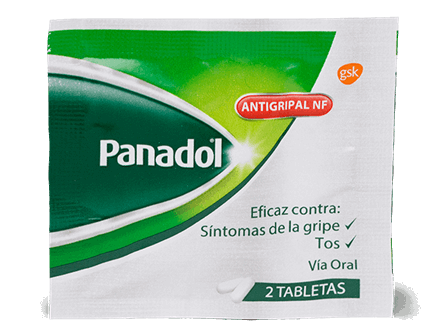 gsk
ANTIGRIPAL NF
Panadol
Eficaz contra:
Síntomas de la gripe ✓
Tos ✓
Vía Oral
2 TABLETAS